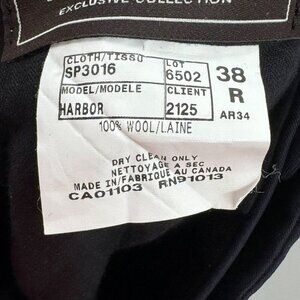 EXCLUSIVE COLLECTION
CLOTH/TISSU LOT
SP3016 6502 38
MODEL/MODELE CLIENT R
HARBOR 2125 AR34
100% WOOL/LAINE
DRY CLEAN ONLY
NETTOYAGE A SEC
MADE IN/FABRIQUE AU CANADA
CA01103 RN91013